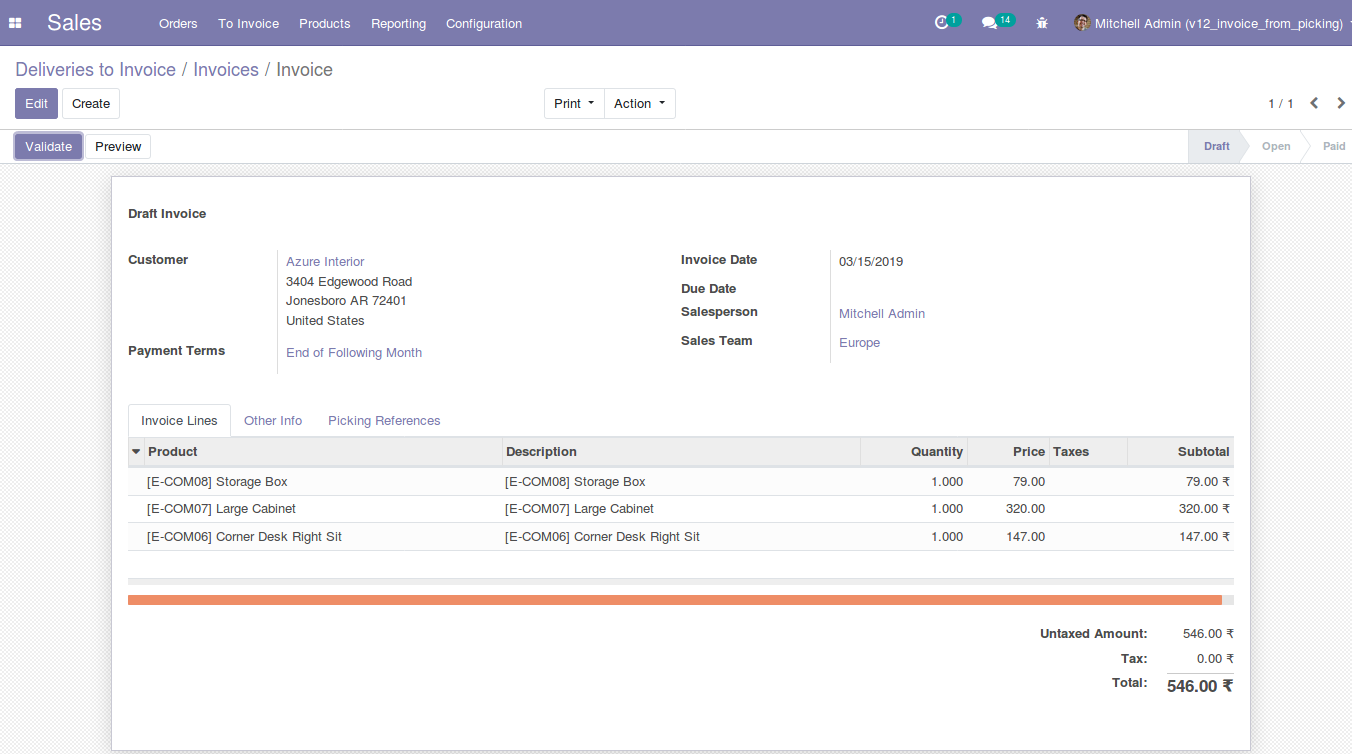 Sales Orders To Invoice Products Reporting Configuration 1 14 Mitchell Admin (v12_invoice_from_picking)
Deliveries to Invoice / Invoices / Invoice
Edit Create Print Action 1 / 1
Validate Preview Draft Open Paid
Draft Invoice
Customer Azure Interior Invoice Date 03/15/2019
3404 Edgewood Road
Jonesboro AR 72401
United States
Due Date
Salesperson Mitchell Admin
Payment Terms End of Following Month
Sales Team Europe
Invoice Lines Other Info Picking References
Product Description Quantity Price Taxes Subtotal
[E-COM08] Storage Box [E-COM08] Storage Box 1.000 79.00 79.00 ₹
[E-COM07] Large Cabinet [E-COM07] Large Cabinet 1.000 320.00 320.00 ₹
[E-COM06] Corner Desk Right Sit [E-COM06] Corner Desk Right Sit 1.000 147.00 147.00 ₹
Untaxed Amount: 546.00 ₹
Tax: 0.00 ₹
Total: 546.00 ₹